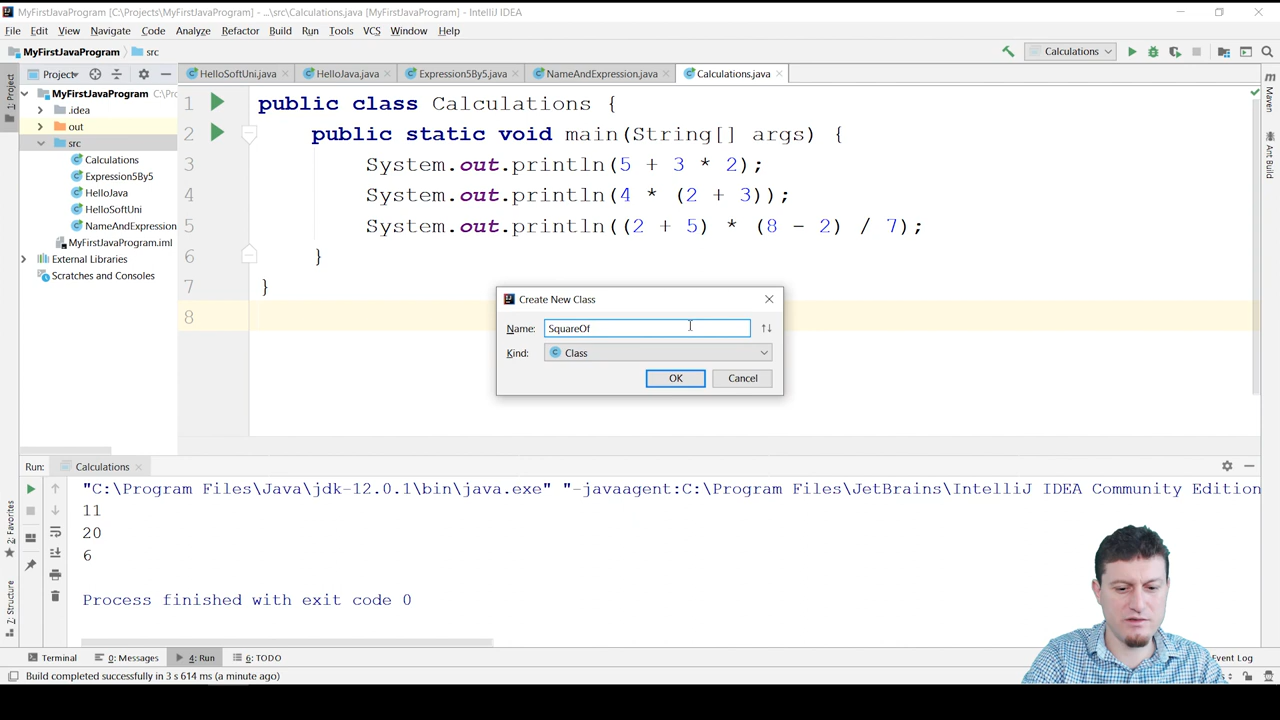 MyFirstJavaProgram [C:\Projects\MyFirstJavaProgram] - ...\src\Calculations.java [MyFirstJavaProgram] - IntelliJ IDEA
File Edit View Navigate Code Analyze Refactor Build Run Tools VCS Window Help
MyFirstJavaProgram src Calculations
1: Project
Project
HelloSoftUni.java HelloJava.java Expression5By5.java NameAndExpression.java Calculations.java
MyFirstJavaProgram C:\Pro
.idea
out
src
Calculations
Expression5By5
HelloJava
HelloSoftUni
NameAndExpression
MyFirstJavaProgram.iml
External Libraries
Scratches and Consoles
1 public class Calculations {
2 public static void main(String[] args) {
3 System.out.println(5 + 3 * 2);
4 System.out.println(4 * (2 + 3));
5 System.out.println((2 + 5) * (8 - 2) / 7);
6 }
7 }
8
Maven
Ant Build
Create New Class
Name: SquareOf
Kind: Class
OK Cancel
Run: Calculations
"C:\Program Files\Java\jdk-12.0.1\bin\java.exe" "-javaagent:C:\Program Files\JetBrains\IntelliJ IDEA Community Edition
11
20
6
Process finished with exit code 0
2: Favorites
7: Structure
Terminal 0: Messages 4: Run 6: TODO Event Log
Build completed successfully in 3 s 614 ms (a minute ago)